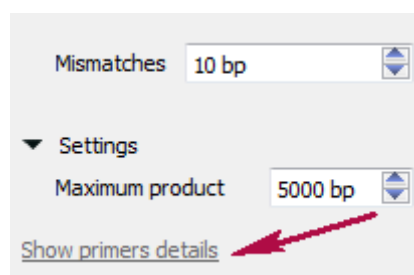 Mismatches 10 bp
Settings
Maximum product 5000 bp
Show primers details